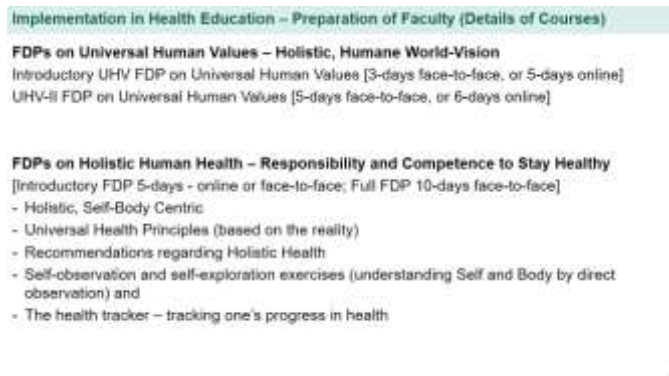 Implementation in Health Education – Preparation of Faculty (Details of Courses)
FDPs on Universal Human Values – Holistic, Humane World-Vision
Introductory UHV FDP on Universal Human Values [3-days face-to-face, or 5-days online]
UHV-II FDP on Universal Human Values [5-days face-to-face, or 6-days online]
FDPs on Holistic Human Health – Responsibility and Competence to Stay Healthy
[Introductory FDP 5-days - online or face-to-face; Full FDP 10-days face-to-face]
- Holistic, Self-Body Centric
- Universal Health Principles (based on the reality)
- Recommendations regarding Holistic Health
- Self-observation and self-exploration exercises (understanding Self and Body by direct
observation) and
- The health tracker – tracking one's progress in health